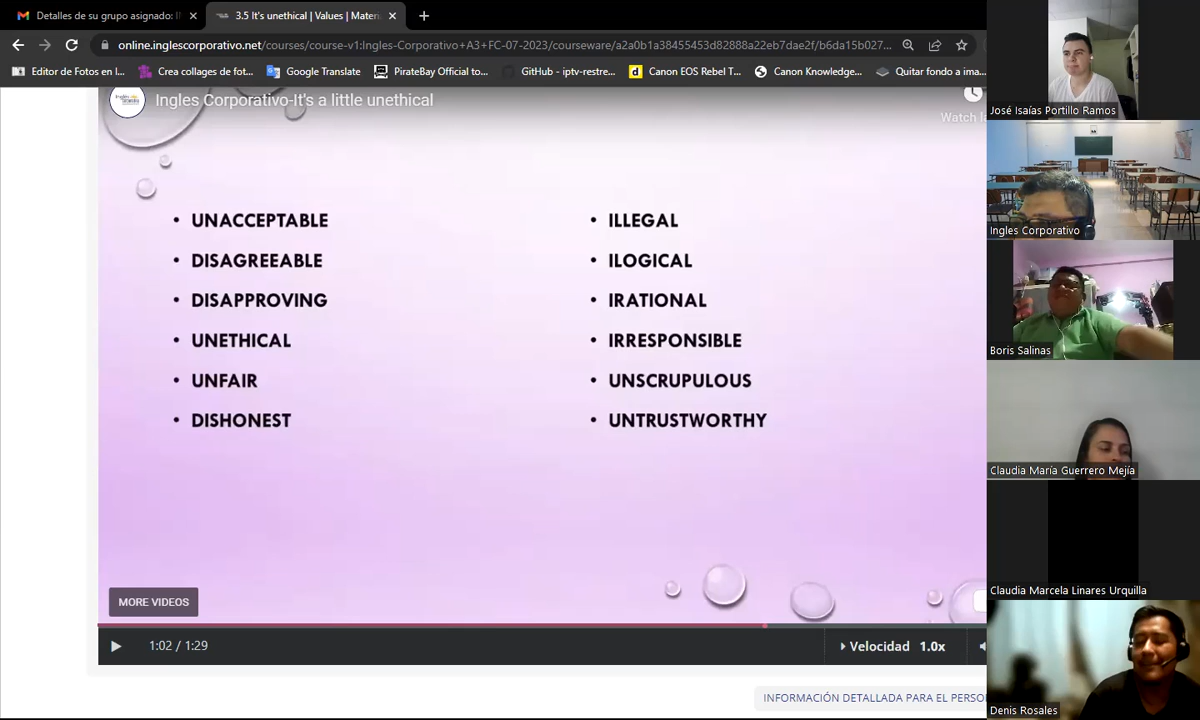 Detalles de su grupo asignado: I
3.5 It's unethical | Values | Mater
online.inglescorporativo.net/courses/course-v1:Ingles-Corporativo+A3+FC-07-2023/courseware/a2a0b1a38455453d82888a22eb7dae2f/b6da15b027...
Editor de Fotos en l...
Crea collages de fot...
Google Translate
PirateBay Official to...
GitHub - iptv-restre...
Canon EOS Rebel T...
Canon Knowledge...
Quitar fondo a ima...
Ingles Corporativo-It's a little unethical
Watch
UNACCEPTABLE
DISAGREEABLE
DISAPPROVING
UNETHICAL
UNFAIR
DISHONEST
ILLEGAL
ILOGICAL
IRATIONAL
IRRESPONSIBLE
UNSCRUPULOUS
UNTRUSTWORTHY
MORE VIDEOS
1:02 / 1:29
Velocidad 1.0x
INFORMACIÓN DETALLADA PARA EL PERSO
José Isaías Portillo Ramos
Ingles Corporativo
Boris Salinas
Claudia María Guerrero Mejía
Claudia Marcela Linares Urquilla
Denis Rosales